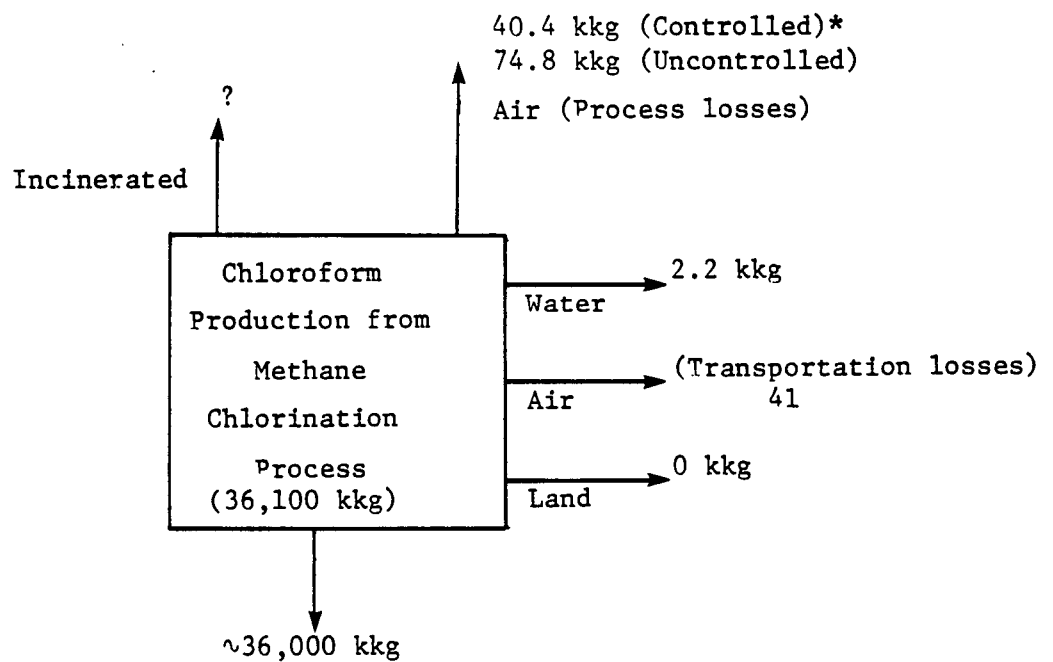 40.4 kkg (Controlled)*
74.8 kkg (Uncontrolled)
Air (Process losses)
?
Incinerated
Chloroform
Production from
Methane
Chlorination
Process
(36,100 kkg)
2.2 kkg
Water
(Transportation losses)
41
Air
0 kkg
Land
~36,000 kkg